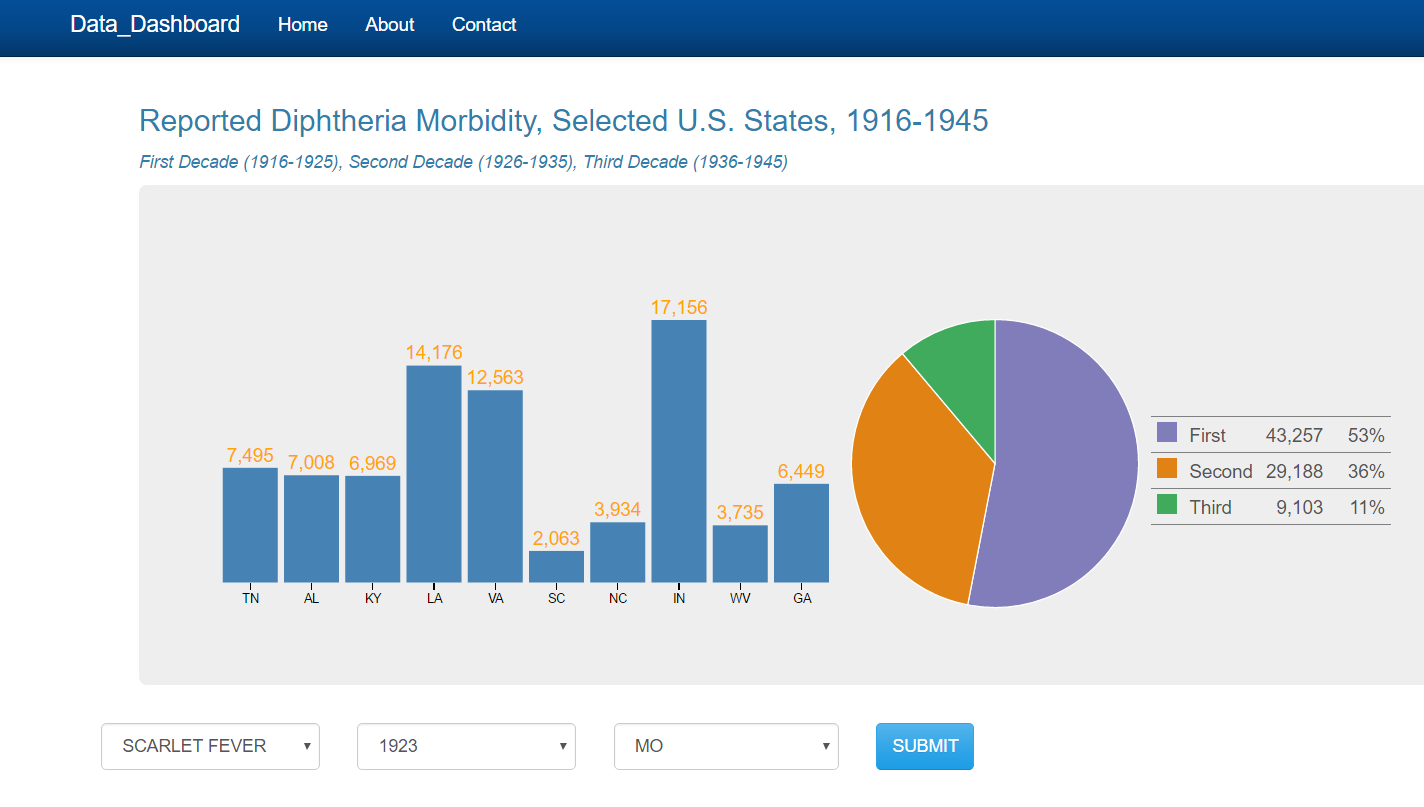 Data_Dashboard Home About Contact
Reported Diphtheria Morbidity, Selected U.S. States, 1916-1945
First Decade (1916-1925), Second Decade (1926-1935), Third Decade (1936-1945)
7,495 7,008 6,969 14,176 12,563 2,063 3,934 17,156 3,735 6,449
TN AL KY LA VA SC NC IN WV GA
First 43,257 53%
Second 29,188 36%
Third 9,103 11%
SCARLET FEVER 1923 MO SUBMIT